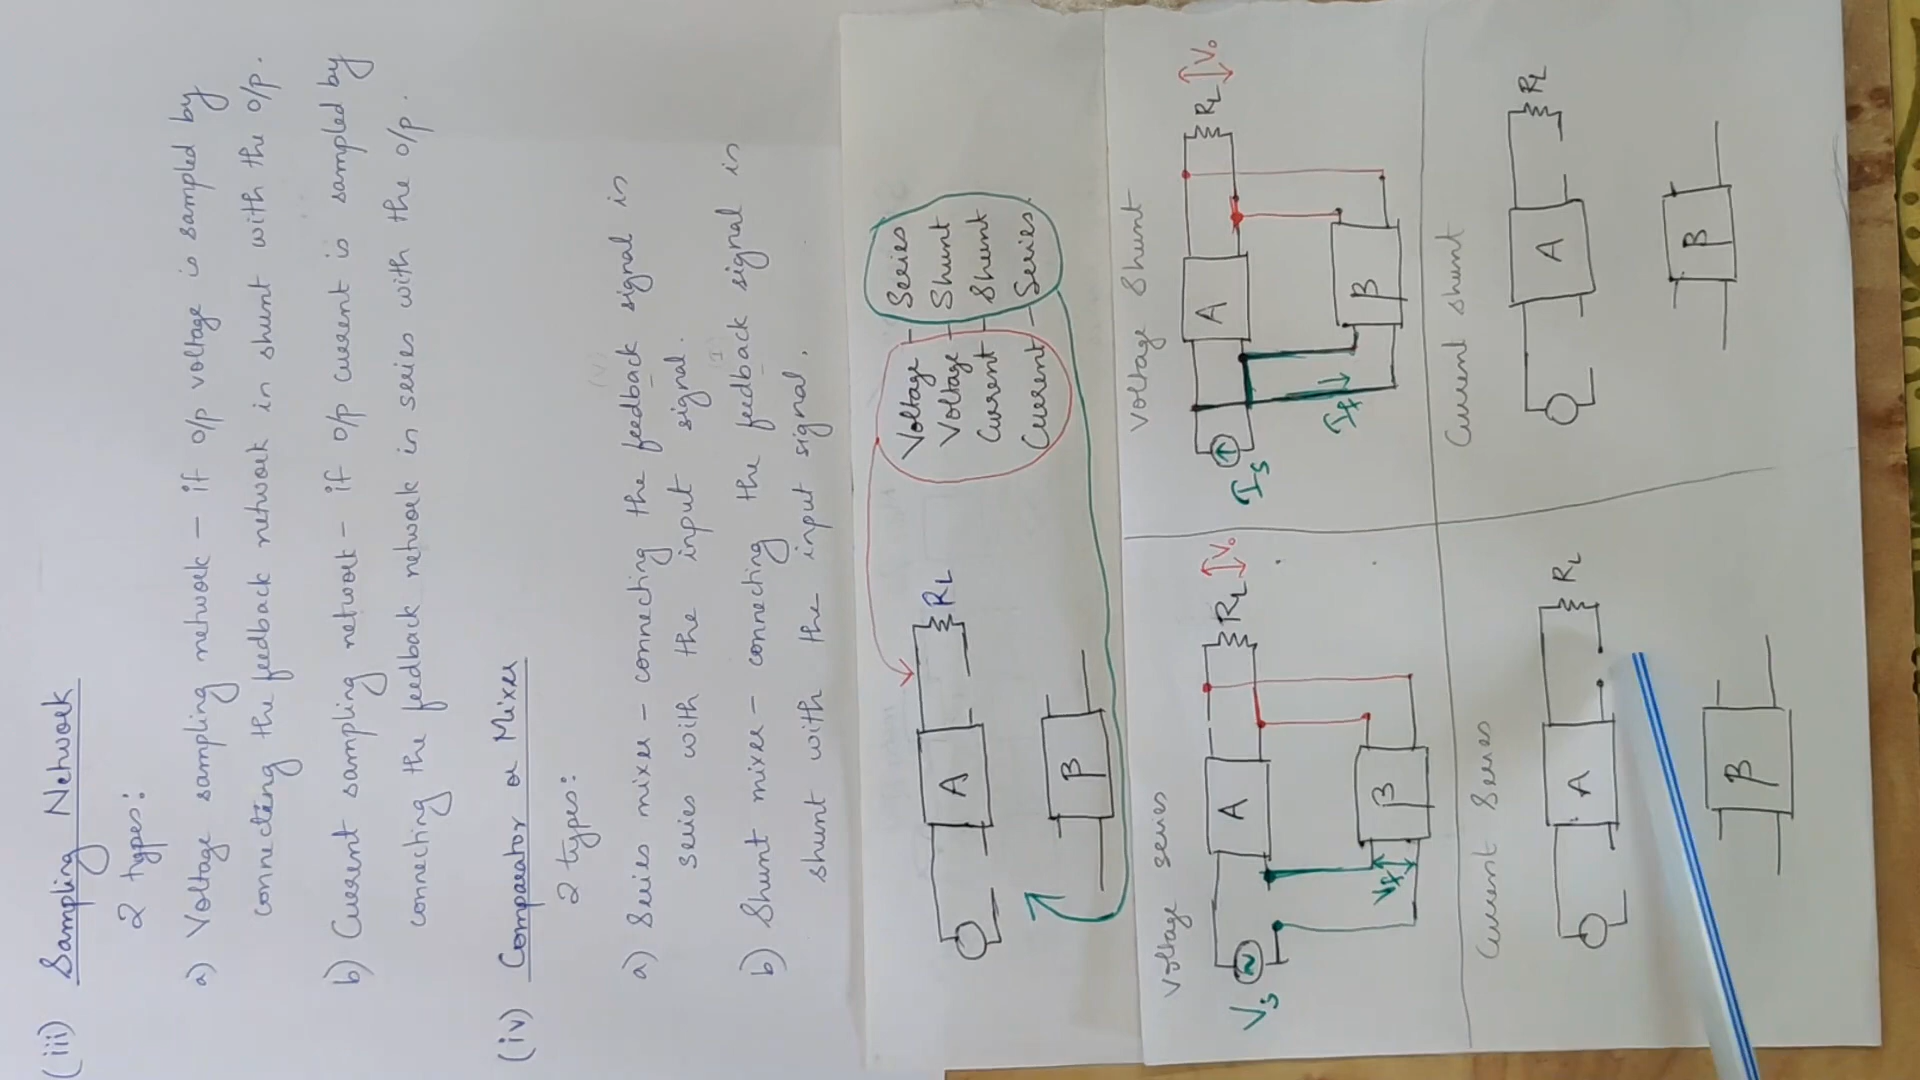 (iii) Sampling Network
2 types:
a) Voltage sampling network - if o/p voltage is sampled by
connecting the feedback network in shunt with the o/p.
b) Current sampling network - if o/p current is sampled by
connecting the feedback network in series with the o/p.
(iv) Comparator or Mixer
2 types:
a) Series mixer - connecting the feedback signal is
series with the input signal.
b) Shunt mixer - connecting the feedback signal is
shunt with the input signal.
Voltage - Series
Voltage - Shunt
Current - Shunt
Current - Series
A
RL
β
Voltage series
Vs
A
RL
Vo
Vf
β
Voltage Shunt
Is
A
RL
Vo
If
β
Current Series
A
RL
β
Current shunt
A
RL
β